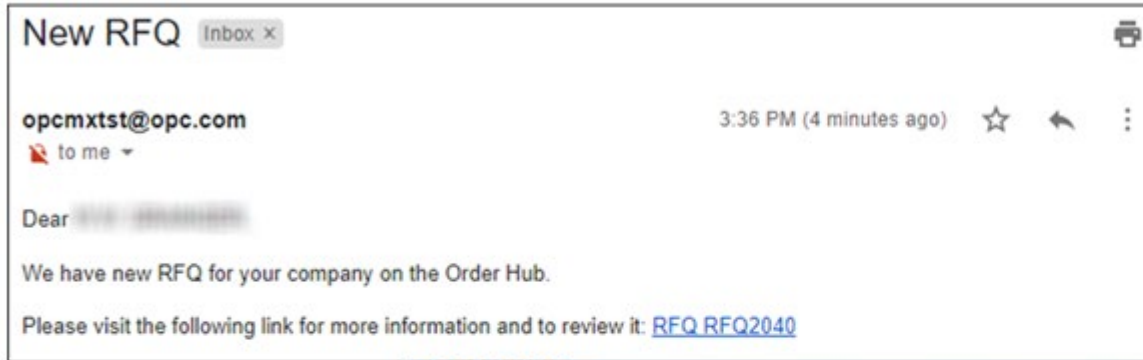 New RFQ Inbox ×
opcmxtst@opc.com 3:36 PM (4 minutes ago)
to me
Dear
We have new RFQ for your company on the Order Hub.
Please visit the following link for more information and to review it: RFQ RFQ2040